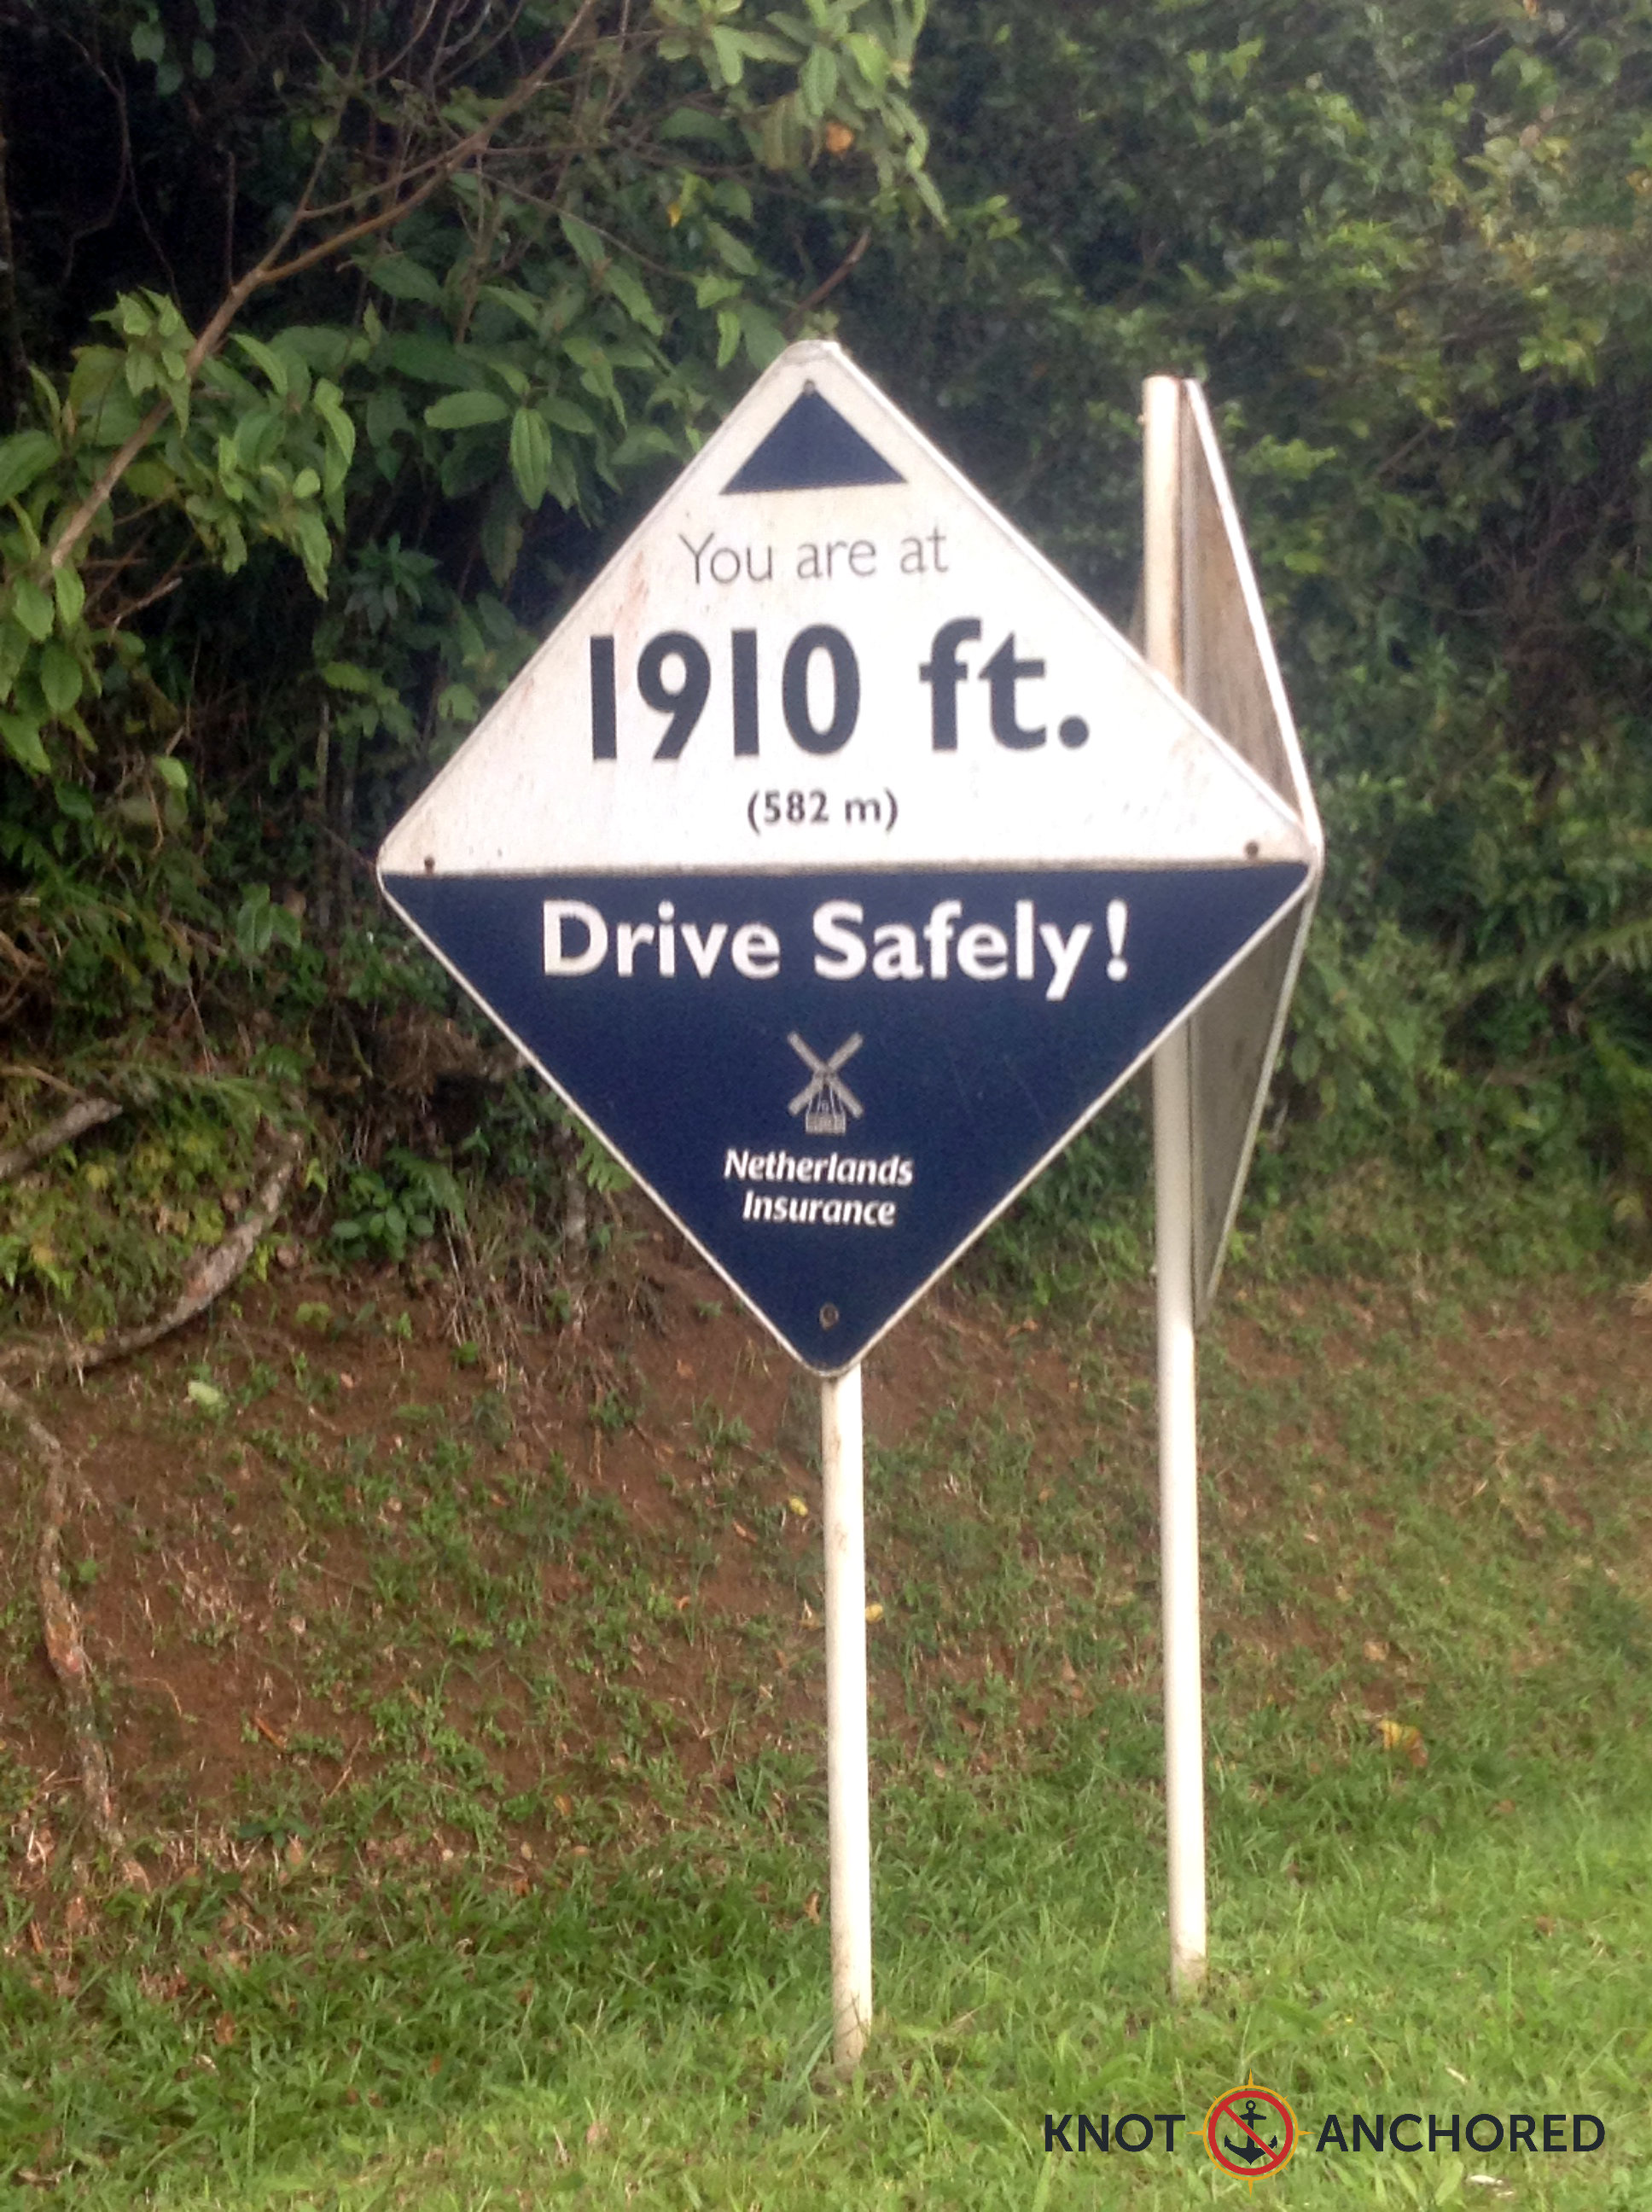 You are at
1910 ft.
(582 m)
Drive Safely!
Netherlands
Insurance
KNOT ANCHORED